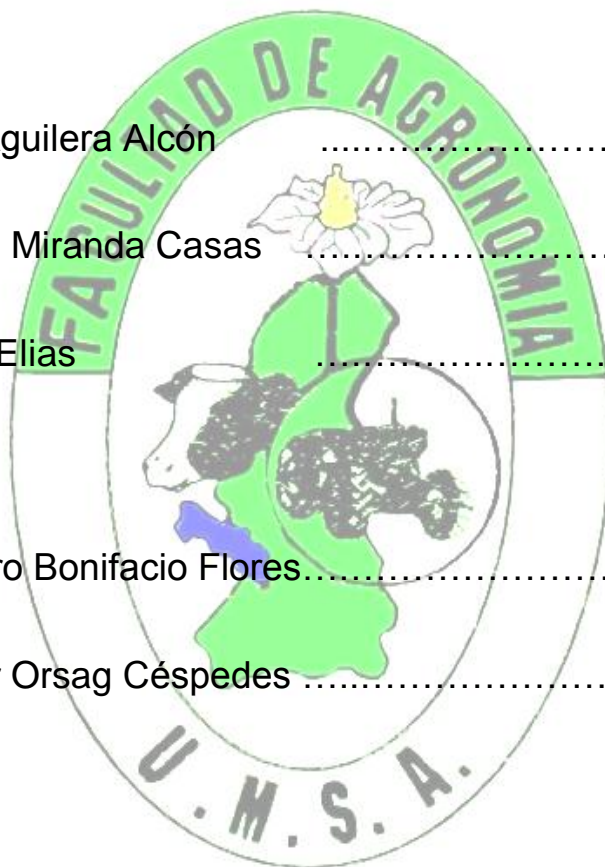 FACULTAD DE AGRONOMIA
guilera Alcón ....……………………
Miranda Casas ……………………
Elias ……………………
ro Bonifacio Flores……………………
Orsag Céspedes …...……………………
U.M.S.A.